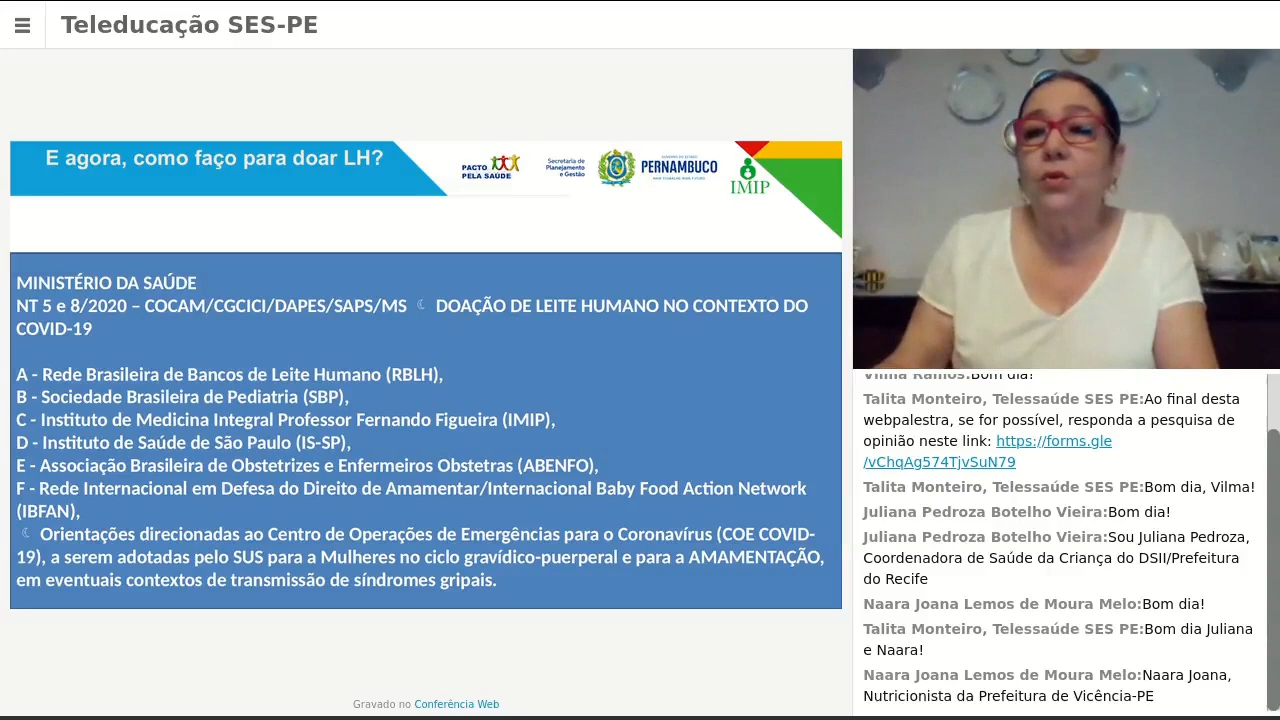 Teleducação SES-PE
E agora, como faço para doar LH?
PACTO
PELA SAÚDE
Secretaria de
Planejamento
e Gestão
PERNAMBUCO
IMIP
MINISTÉRIO DA SAÚDE
NT 5 e 8/2020 – COCAM/CGCICI/DAPES/SAPS/MS ☾ DOAÇÃO DE LEITE HUMANO NO CONTEXTO DO
COVID-19
A - Rede Brasileira de Bancos de Leite Humano (RBLH),
B - Sociedade Brasileira de Pediatria (SBP),
C - Instituto de Medicina Integral Professor Fernando Figueira (IMIP),
D - Instituto de Saúde de São Paulo (IS-SP),
E - Associação Brasileira de Obstetrizes e Enfermeiros Obstetras (ABENFO),
F - Rede Internacional em Defesa do Direito de Amamentar/Internacional Baby Food Action Network
(IBFAN),
☾ Orientações direcionadas ao Centro de Operações de Emergências para o Coronavírus (COE COVID-
19), a serem adotadas pelo SUS para a Mulheres no ciclo gravídico-puerperal e para a AMAMENTAÇÃO,
em eventuais contextos de transmissão de síndromes gripais.
Gravado no Conferência Web
Vilma Ramos:Bom dia!
Talita Monteiro, Telessaúde SES PE:Ao final desta
webpalestra, se for possível, responda a pesquisa de
opinião neste link: https://forms.gle
/vChqAg574TjvSuN79
Talita Monteiro, Telessaúde SES PE:Bom dia, Vilma!
Juliana Pedroza Botelho Vieira:Bom dia!
Juliana Pedroza Botelho Vieira:Sou Juliana Pedroza,
Coordenadora de Saúde da Criança do DSII/Prefeitura
do Recife
Naara Joana Lemos de Moura Melo:Bom dia!
Talita Monteiro, Telessaúde SES PE:Bom dia Juliana
e Naara!
Naara Joana Lemos de Moura Melo:Naara Joana,
Nutricionista da Prefeitura de Vicência-PE